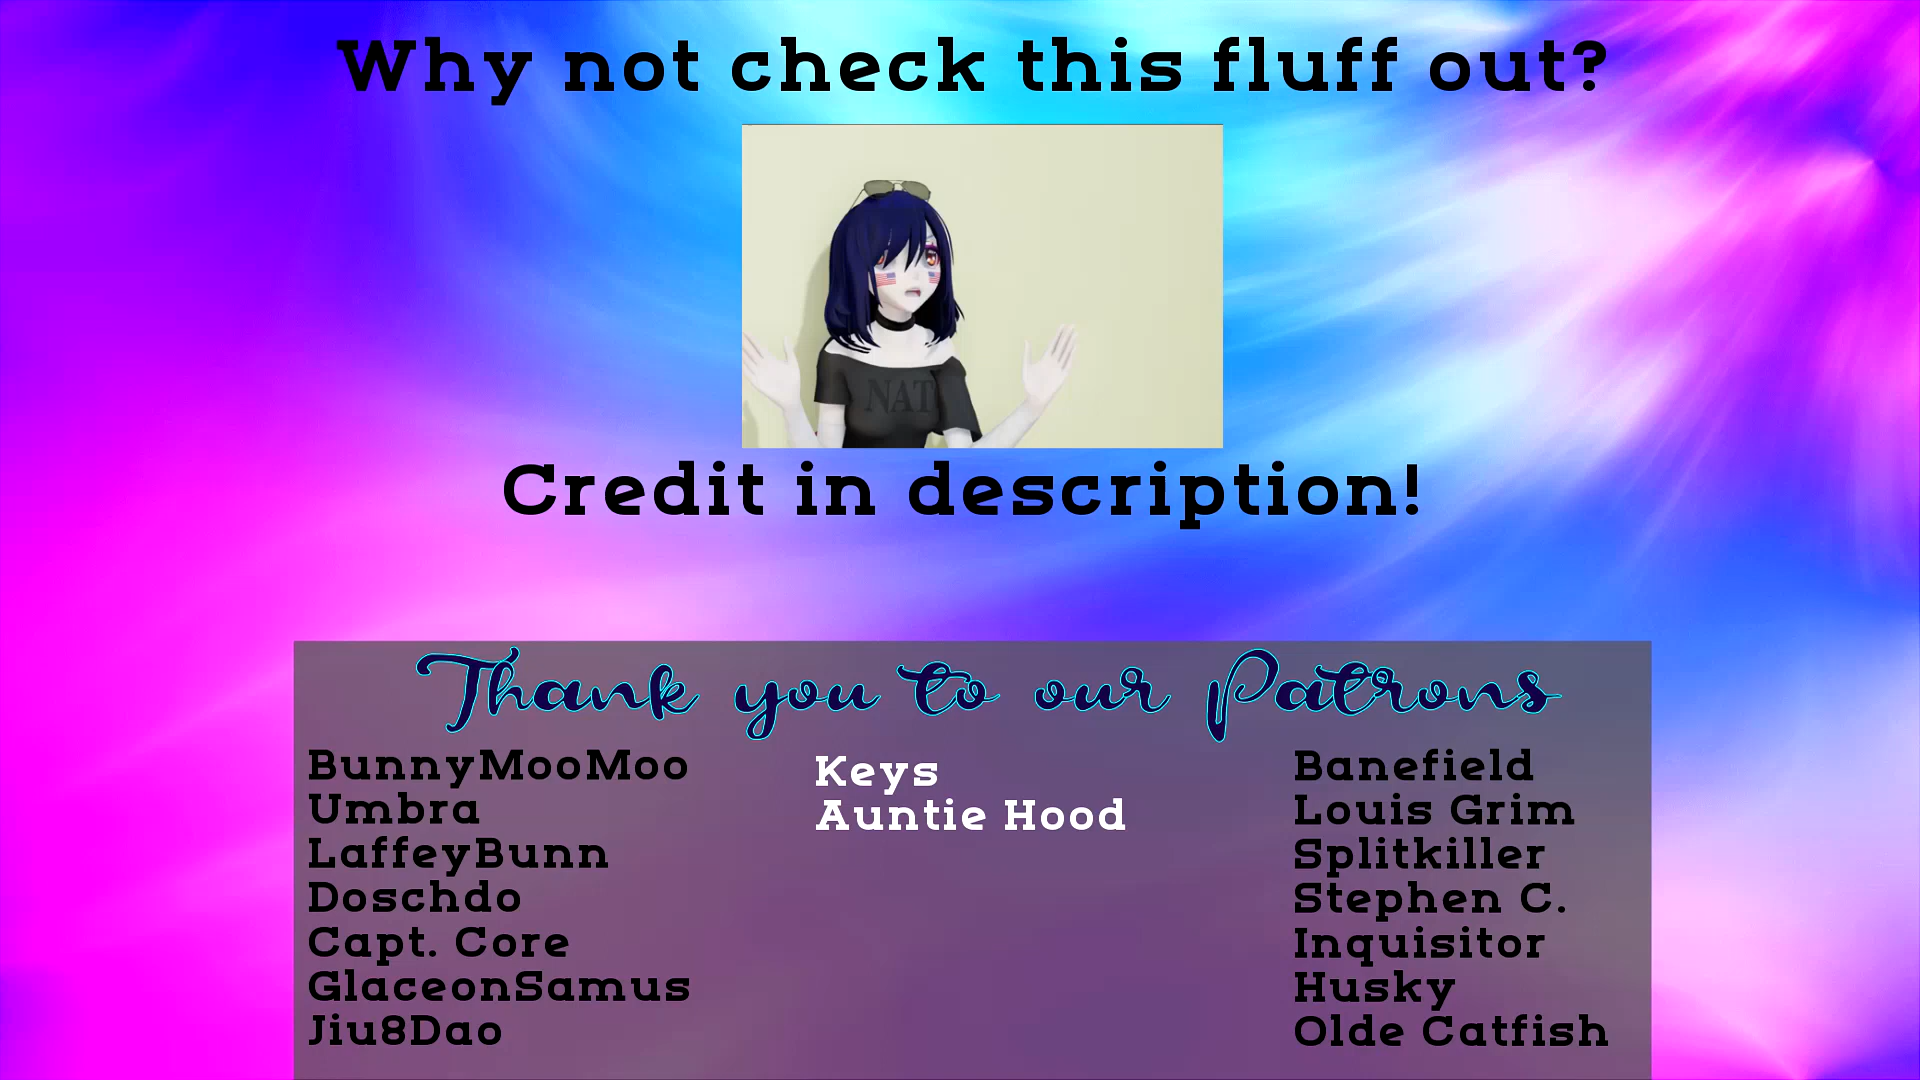 Why not check this fluff out?
NAT
Credit in description!
Thank you to our Patrons
BunnyMooMoo
Umbra
LaffeyBunn
Doschdo
Capt. Core
GlaceonSamus
Jiu8Dao
Keys
Auntie Hood
Banefield
Louis Grim
Splitkiller
Stephen C.
Inquisitor
Husky
Olde Catfish